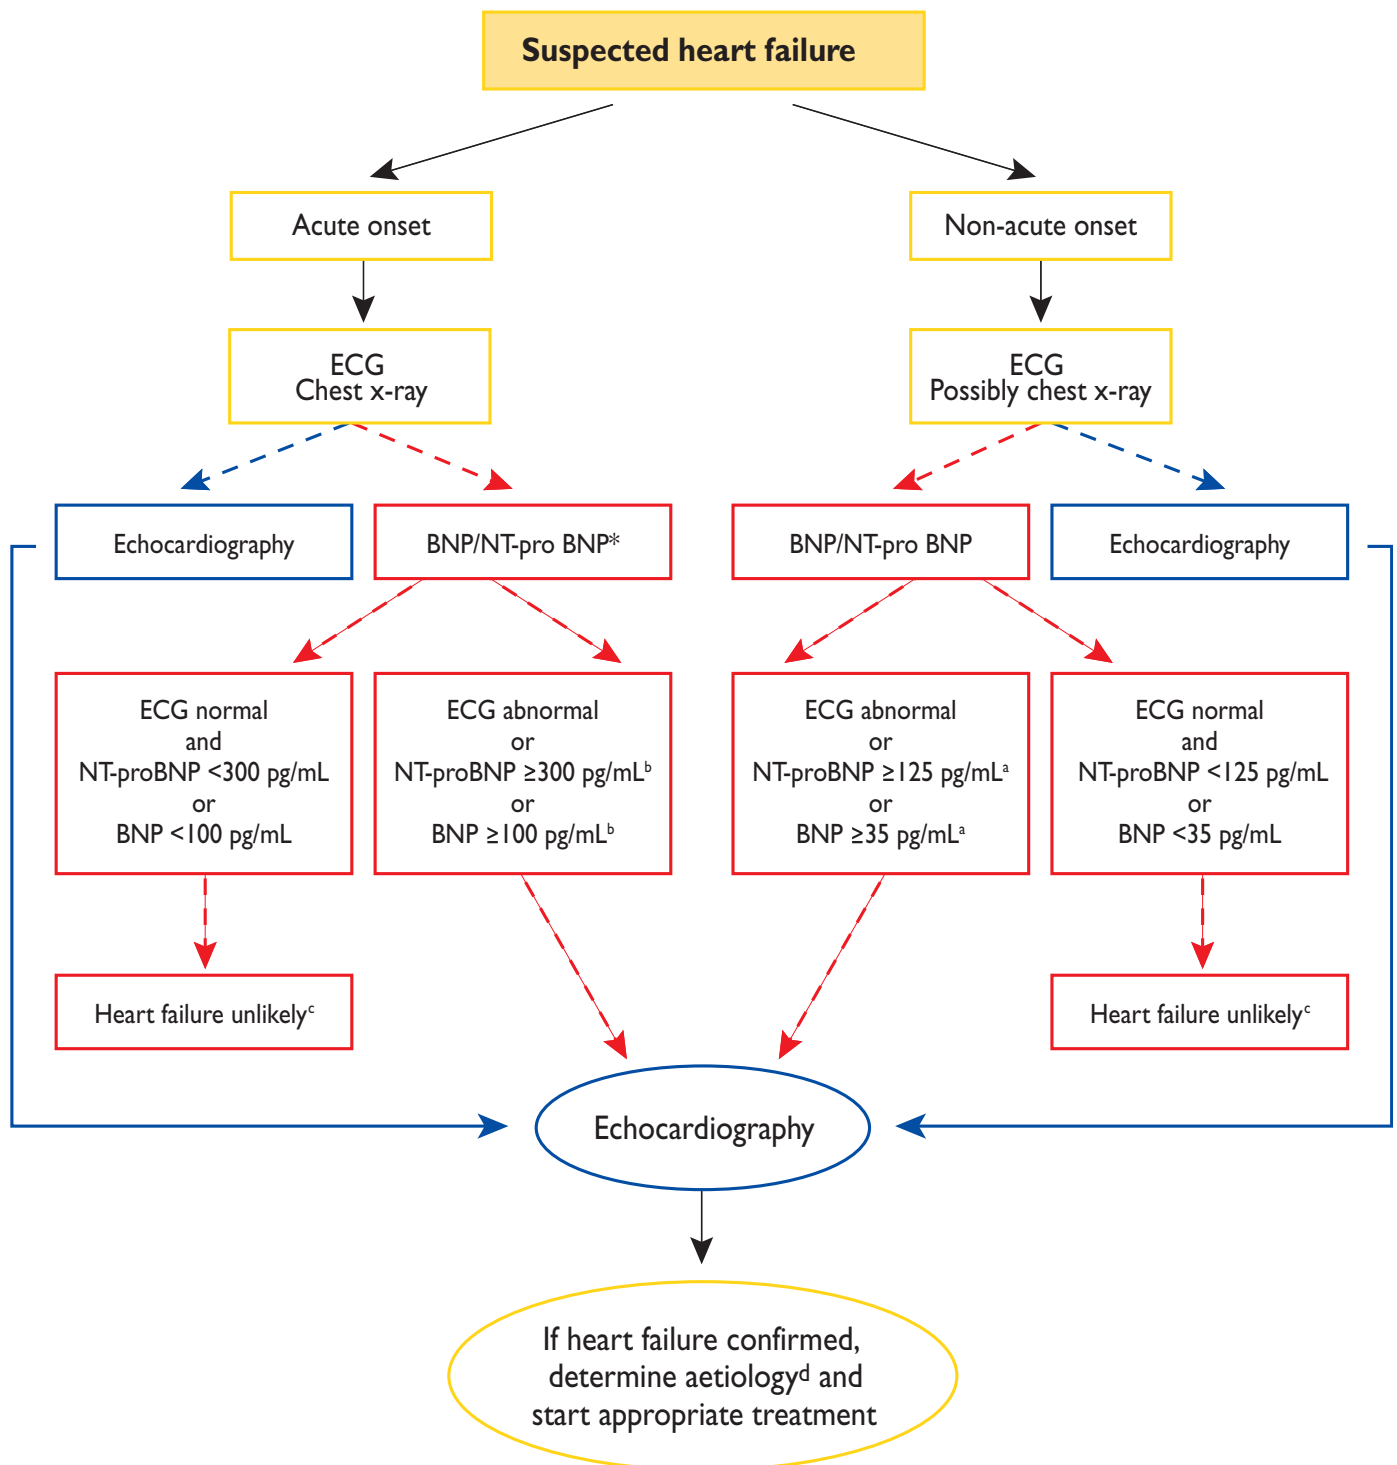 Suspected heart failure
Acute onset
Non-acute onset
ECG
Chest x-ray
ECG
Possibly chest x-ray
Echocardiography
BNP/NT-pro BNP*
BNP/NT-pro BNP
Echocardiography
ECG normal
and
NT-proBNP <300 pg/mL
or
BNP <100 pg/mL
ECG abnormal
or
NT-proBNP ≥300 pg/mLᵇ
or
BNP ≥100 pg/mLᵇ
ECG abnormal
or
NT-proBNP ≥125 pg/mLᵃ
or
BNP ≥35 pg/mLᵃ
ECG normal
and
NT-proBNP <125 pg/mL
or
BNP <35 pg/mL
Heart failure unlikelyᶜ
Heart failure unlikelyᶜ
Echocardiography
If heart failure confirmed,
determine aetiologyᵈ and
start appropriate treatment